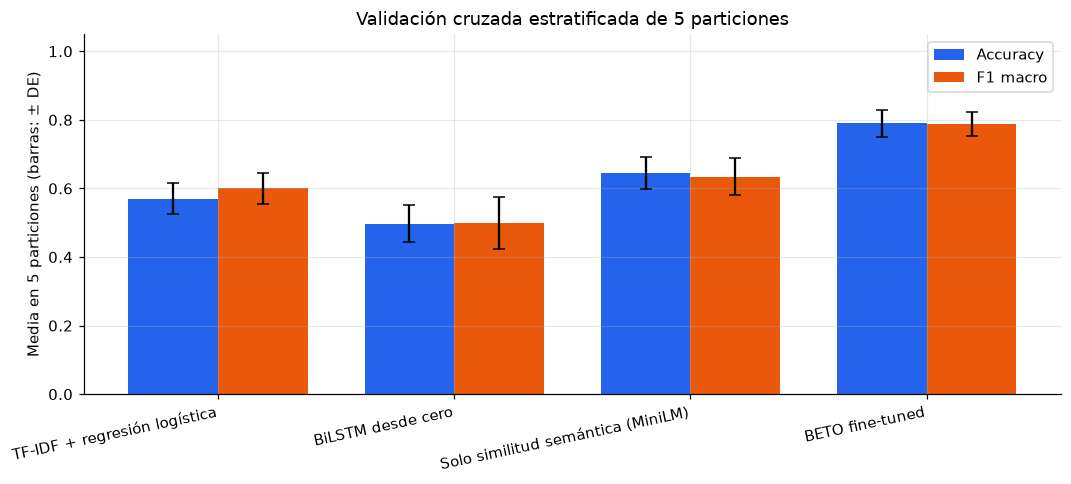 Validación cruzada estratificada de 5 particiones
Media en 5 particiones (barras: ± DE)
1.0
0.8
0.6
0.4
0.2
0.0
Accuracy
F1 macro
TF-IDF + regresión logística
BiLSTM desde cero
Solo similitud semántica (MiniLM)
BETO fine-tuned